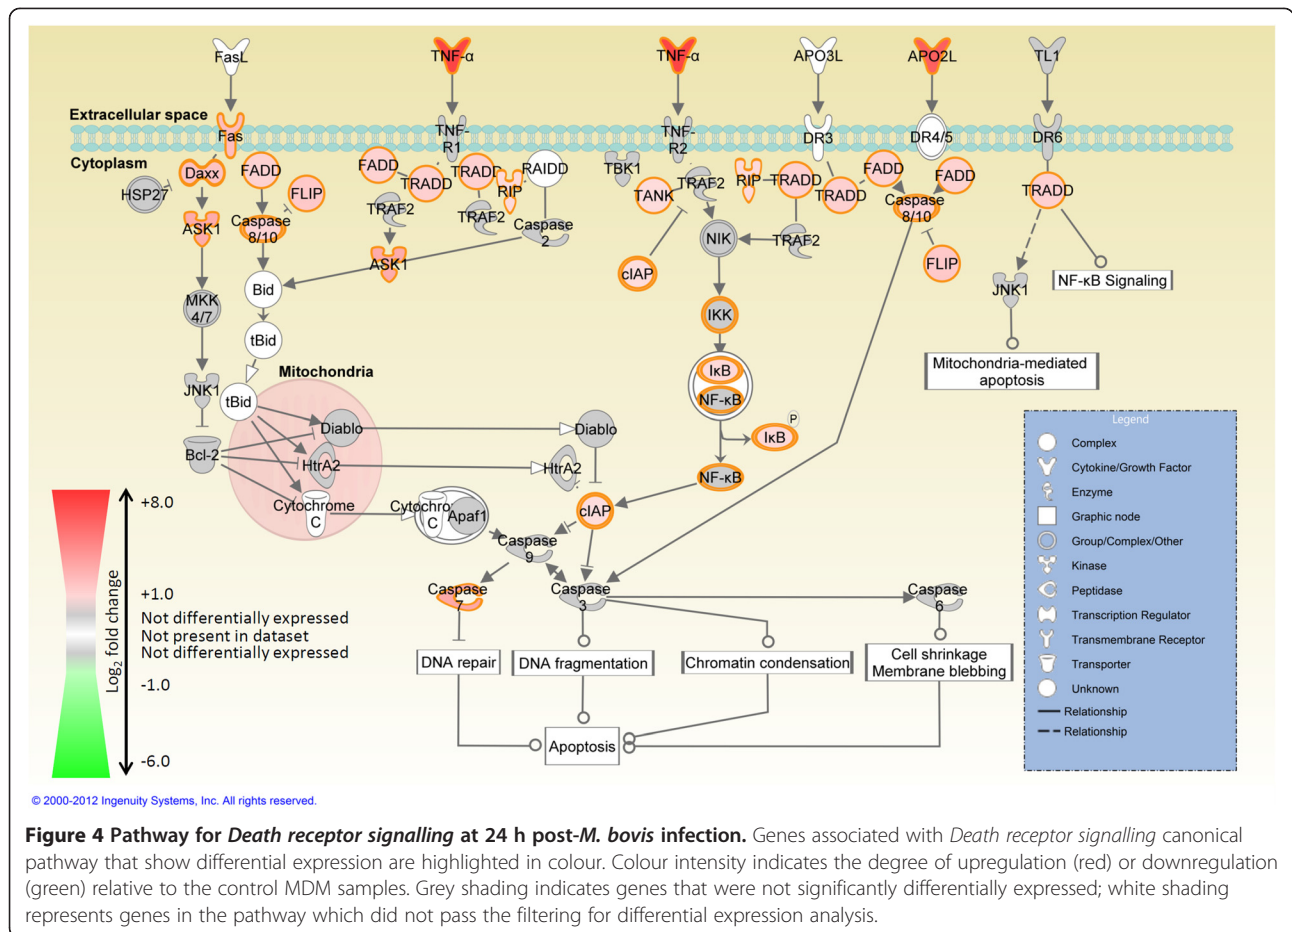 FasL
TNF-α
TNF-α
APO3L
APO2L
TL1
Extracellular space
Fas
TNF-
R1
TNF-
R2
DR3
DR4/5
DR6
Cytoplasm
Daxx
FADD
FADD
TRADD
RAIDD
TBK1
RIP
TRADD
FADD
FADD
HSP27
FLIP
TRADD
RIP
TANK
TRAF2
TRADD
TRADD
ASK1
Caspase
8/10
TRAF2
TRAF2
Caspase
2
NIK
TRAF2
Caspase
8/10
ASK1
cIAP
FLIP
NF-κB Signaling
Bid
JNK1
MKK
4/7
IKK
tBid
Mitochondria
IκB
NF-κB
Mitochondria-mediated
apoptosis
JNK1
tBid
Diablo
Diablo
P
IκB
Bcl-2
HtrA2
HtrA2
NF-κB
Cytochrome
C
Cytochro
C
Apaf1
cIAP
Caspase
9
Caspase
7
Caspase
3
Caspase
6
DNA repair
DNA fragmentation
Chromatin condensation
Cell shrinkage
Membrane blebbing
Apoptosis
+8.0
+1.0
Not differentially expressed
Not present in dataset
Not differentially expressed
-1.0
-6.0
Log2 fold change
Legend
Complex
Cytokine/Growth Factor
Enzyme
Graphic node
Group/Complex/Other
Kinase
Peptidase
Transcription Regulator
Transmembrane Receptor
Transporter
Unknown
Relationship
Relationship
© 2000-2012 Ingenuity Systems, Inc. All rights reserved.
Figure 4 Pathway for Death receptor signalling at 24 h post-M. bovis infection. Genes associated with Death receptor signalling canonical
pathway that show differential expression are highlighted in colour. Colour intensity indicates the degree of upregulation (red) or downregulation
(green) relative to the control MDM samples. Grey shading indicates genes that were not significantly differentially expressed; white shading
represents genes in the pathway which did not pass the filtering for differential expression analysis.